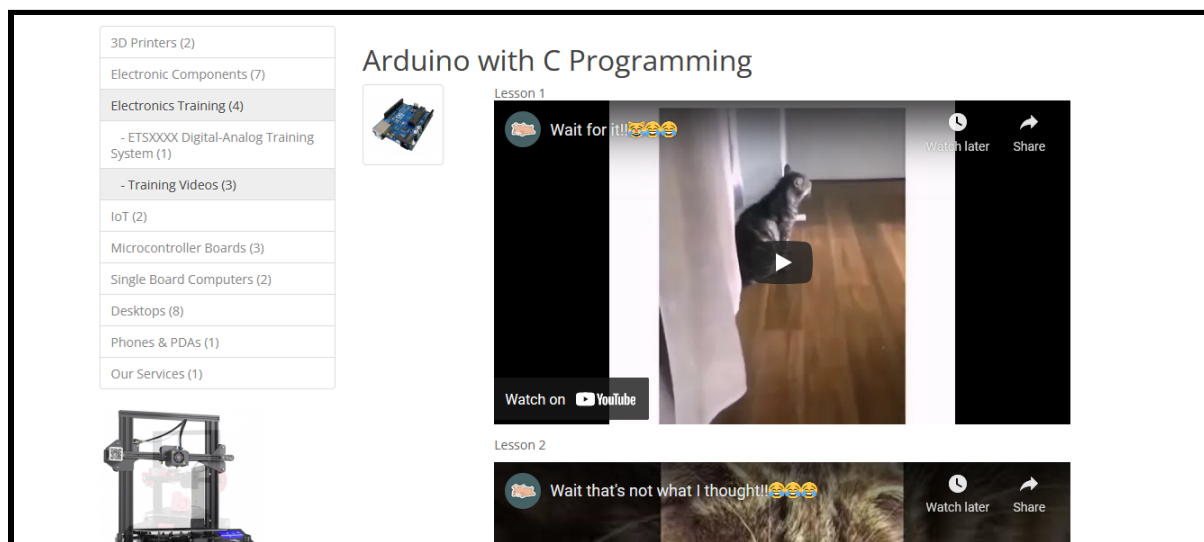 3D Printers (2)
Electronic Components (7)
Electronics Training (4)
- ETSXXXX Digital-Analog Training
System (1)
- Training Videos (3)
IoT (2)
Microcontroller Boards (3)
Single Board Computers (2)
Desktops (8)
Phones & PDAs (1)
Our Services (1)
Arduino with C Programming
Lesson 1
Wait for it!!😹😂😂
Watch later
Share
Watch on YouTube
Lesson 2
Wait that's not what I thought!!😂😂😂
Watch later
Share